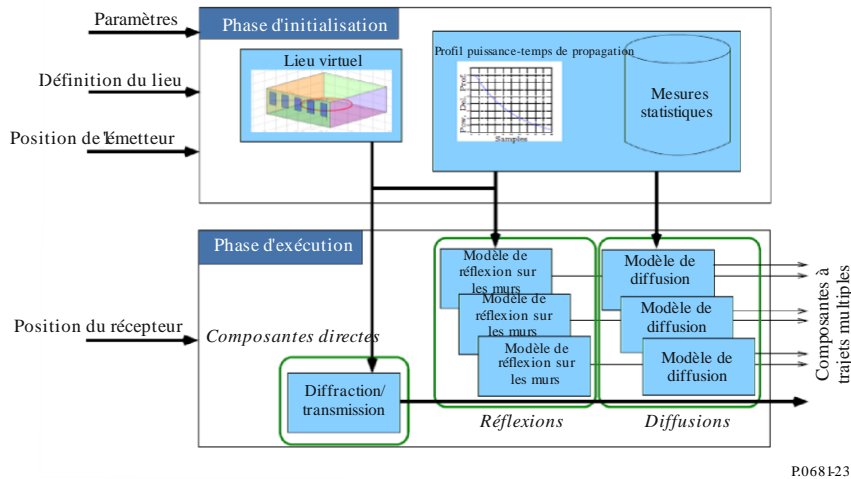 Paramètres
Définition du lieu
Position de l'émetteur
Phase d'initialisation
Lieu virtuel
Profil puissance-temps de propagation
Pow. Del. Prof.
Samples
Mesures
statistiques
Phase d'exécution
Position du récepteur
Composantes directes
Diffraction/
transmission
Modèle de
réflexion sur
les murs
Modèle de
réflexion sur
les murs
Modèle de
réflexion sur
les murs
Réflexions
Modèle de
diffusion
Modèle de
diffusion
Modèle de
diffusion
Diffusions
Composantes à
trajets multiples
P.0681-23